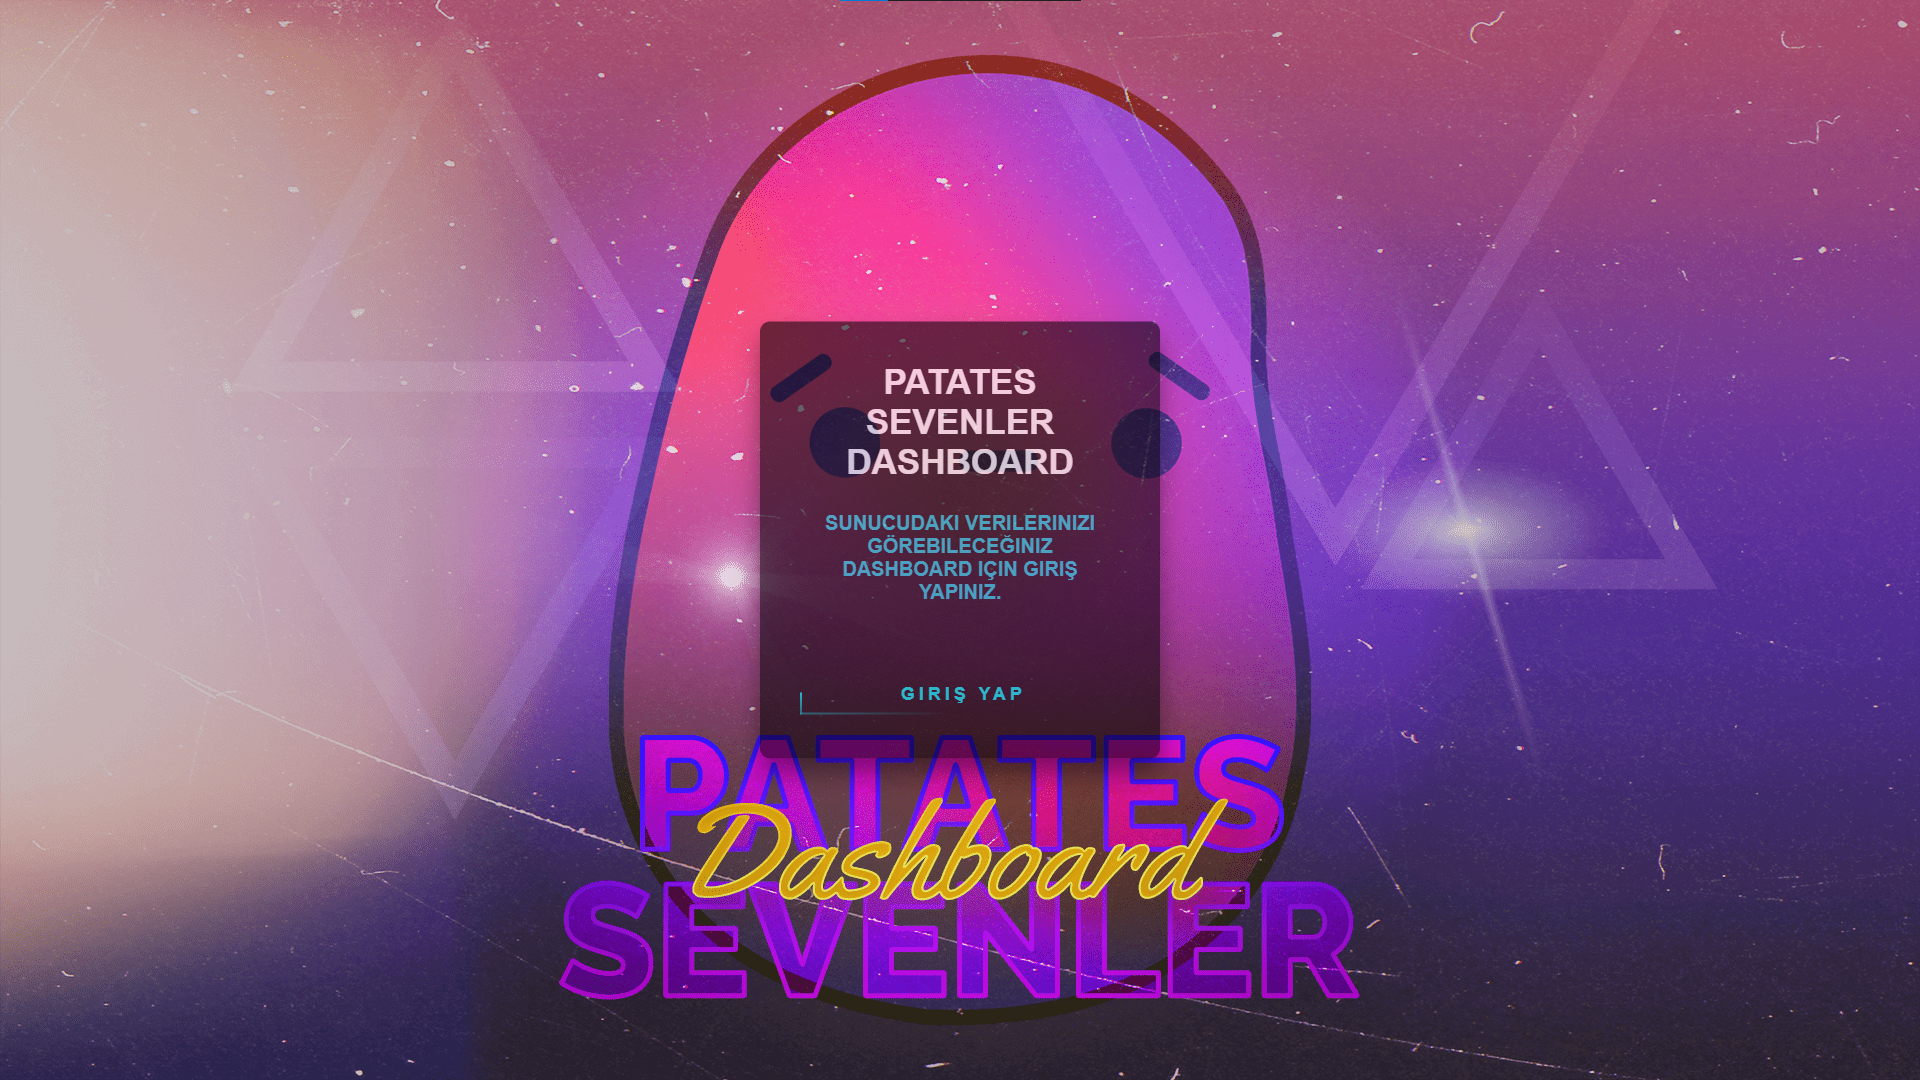 PATATES
SEVENLER
DASHBOARD
SUNUCUDAKI VERILERINIZI
GÖREBILECEĞINIZ
DASHBOARD IÇIN GIRIŞ
YAPINIZ.
GIRIŞ YAP
PATATES
Dashboard
SEVENLER